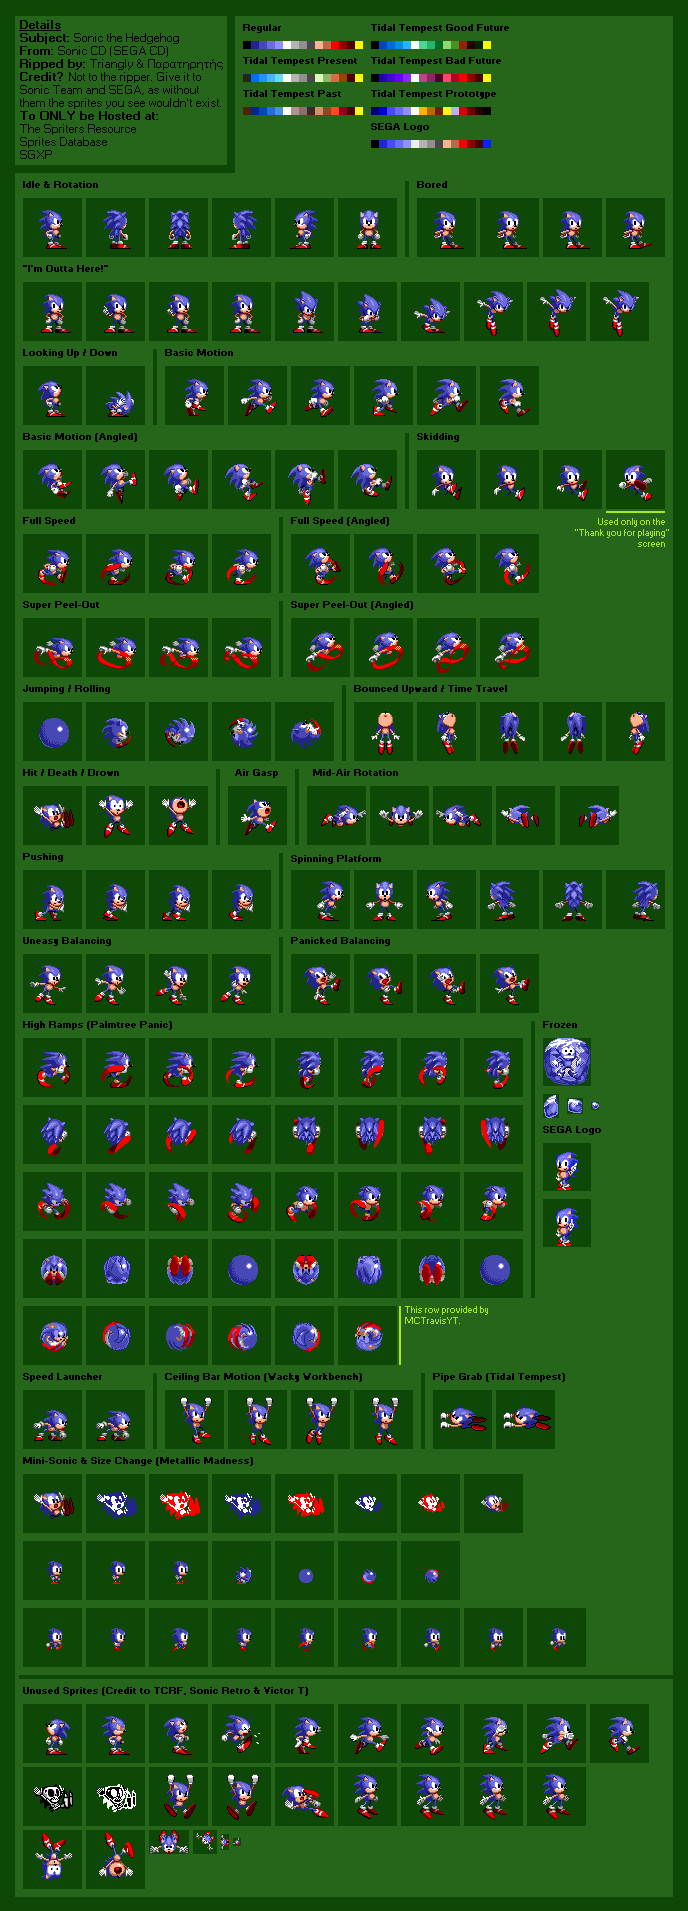 Details
Subject: Sonic the Hedgehog
From: Sonic CD (SEGA CD)
Ripped by: Triangly & Παρατηρητής
Credit? Not to the ripper. Give it to
Sonic Team and SEGA, as without
them the sprites you see wouldn't exist.
To ONLY be Hosted at:
The Spriters Resource
Sprites Database
SGXP
Regular
Tidal Tempest Good Future
Tidal Tempest Present
Tidal Tempest Bad Future
Tidal Tempest Past
Tidal Tempest Prototype
SEGA Logo
Idle & Rotation
Bored
"I'm Outta Here!"
Looking Up / Down
Basic Motion
Basic Motion (Angled)
Skidding
Used only on the
"Thank you for playing"
screen
Full Speed
Full Speed (Angled)
Super Peel-Out
Super Peel-Out (Angled)
Jumping / Rolling
Bounced Upward / Time Travel
Hit / Death / Drown
Air Gasp
Mid-Air Rotation
Pushing
Spinning Platform
Uneasy Balancing
Panicked Balancing
High Ramps (Palmtree Panic)
Frozen
SEGA Logo
This row provided by
MCTravisYT.
Speed Launcher
Ceiling Bar Motion (Wacky Workbench)
Pipe Grab (Tidal Tempest)
Mini-Sonic & Size Change (Metallic Madness)
Unused Sprites (Credit to TCRF, Sonic Retro & Victor T)